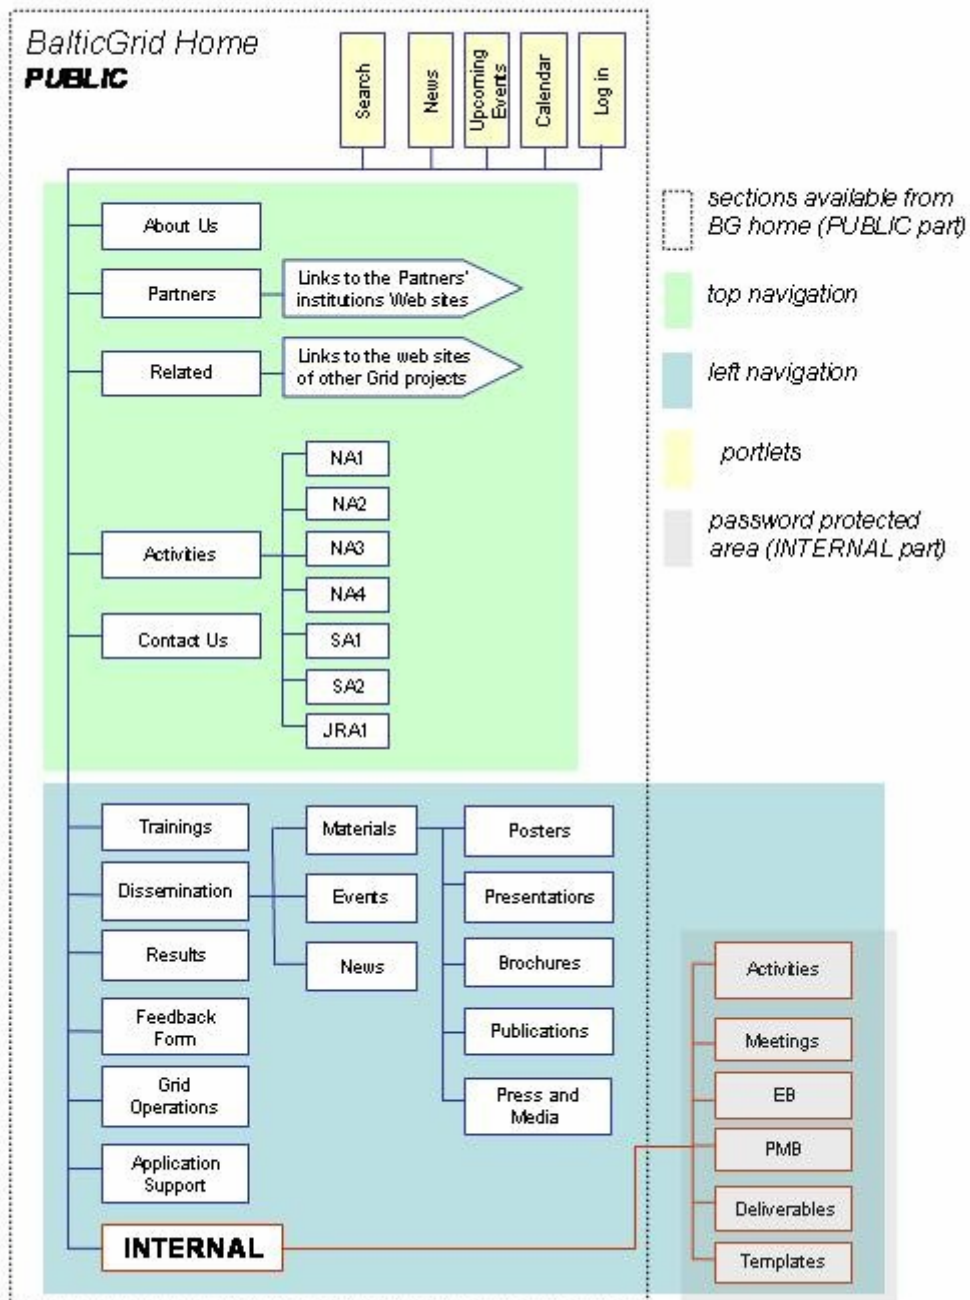 BalticGrid Home
PUBLIC
Search
News
Upcoming
Events
Calendar
Log in
sections available from
BG home (PUBLIC part)
top navigation
left navigation
portlets
password protected
area (INTERNAL part)
About Us
Partners
Links to the Partners'
institutions Web sites
Related
Links to the web sites
of other Grid projects
Activities
NA1
NA2
NA3
NA4
SA1
SA2
JRA1
Contact Us
Trainings
Dissemination
Results
Feedback
Form
Grid
Operations
Application
Support
INTERNAL
Materials
Events
News
Posters
Presentations
Brochures
Publications
Press and
Media
Activities
Meetings
EB
PMB
Deliverables
Templates